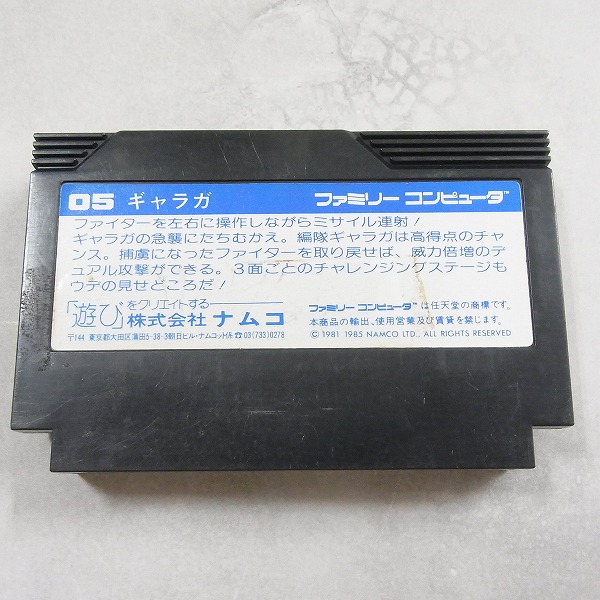 05 ギャラガ ファミリー コンピュータ™
ファイターを左右に操作しながらミサイル連射！
ギャラガの急襲にたちむかえ。編隊ギャラガは高得点のチャ
ンス。捕虜になったファイターを取り戻せば、威力倍増のデ
ュアル攻撃ができる。3面ごとのチャレンジングステージも
ウデの見せどころだ！
「遊び」をクリエイトする
株式会社 ナムコ
〒144 東京都大田区蒲田5-38-3朝日ビル・ナムコット係 ☎03(733)0278
ファミリー コンピュータ™ は任天堂の商標です。
本商品の輸出、使用営業及び賃貸を禁じます。
© 1981 1985 NAMCO LTD., ALL RIGHTS RESERVED